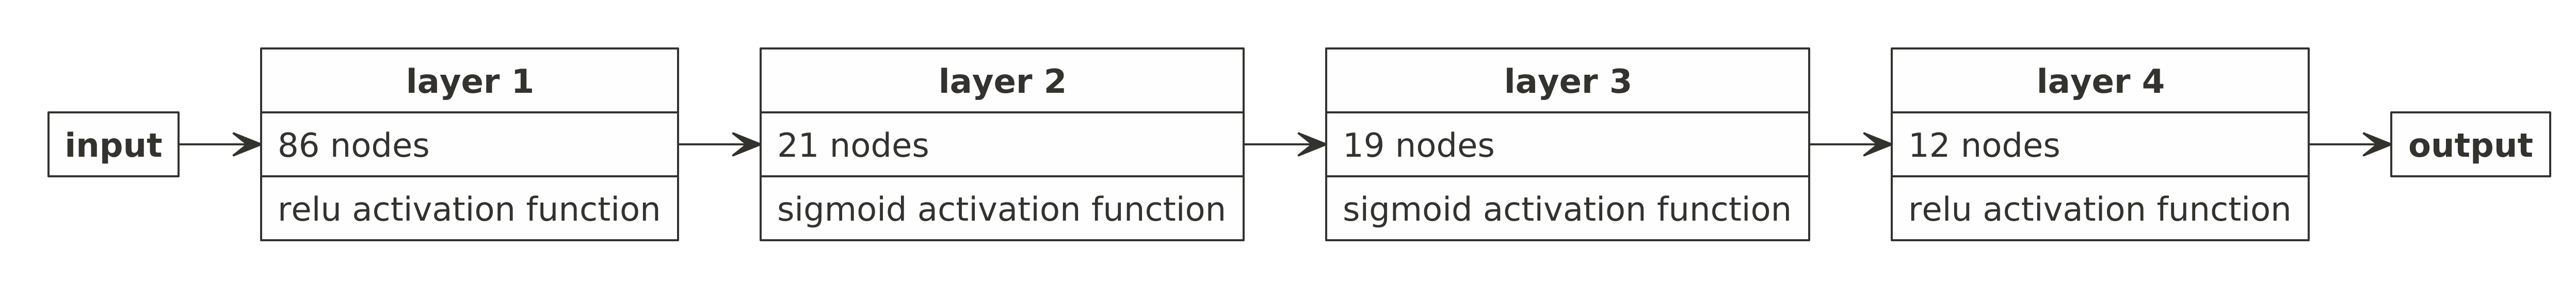 input
layer 1
86 nodes
relu activation function
layer 2
21 nodes
sigmoid activation function
layer 3
19 nodes
sigmoid activation function
layer 4
12 nodes
relu activation function
output